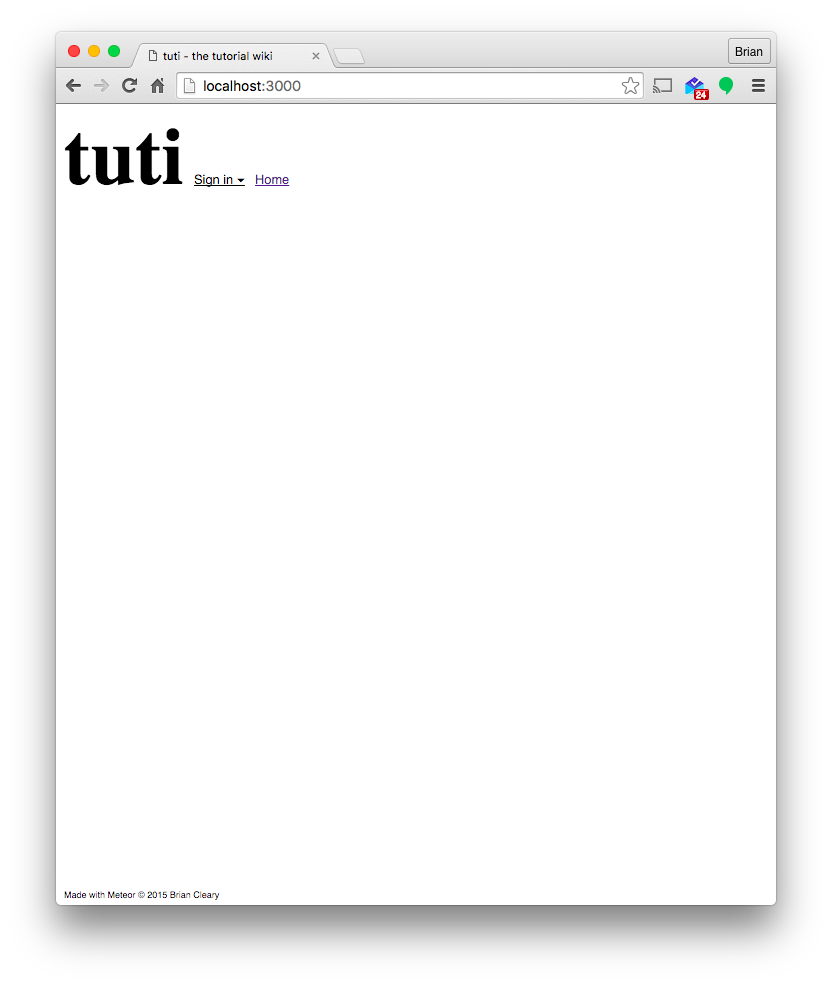 tuti - the tutorial wiki
Brian
localhost:3000
24
tuti Sign in Home
Made with Meteor © 2015 Brian Cleary